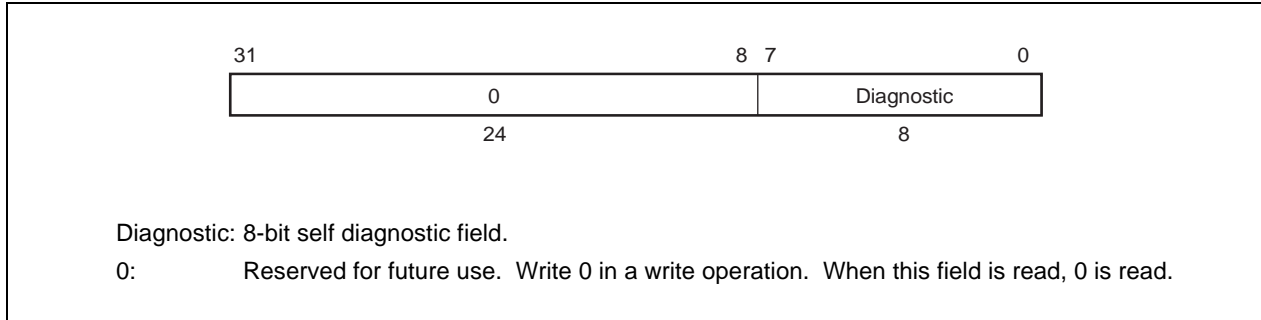 31 8 7 0
0 Diagnostic
24 8
Diagnostic: 8-bit self diagnostic field.
0: Reserved for future use. Write 0 in a write operation. When this field is read, 0 is read.